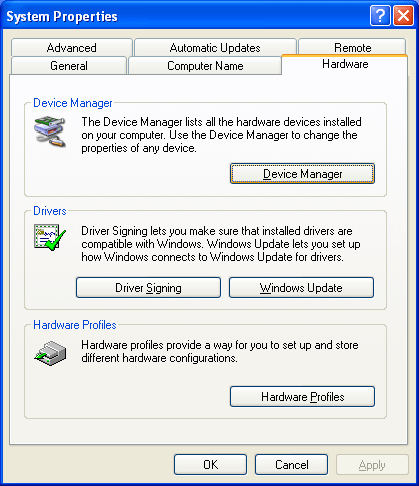 System Properties
Advanced
Automatic Updates
Remote
General
Computer Name
Hardware
Device Manager
The Device Manager lists all the hardware devices installed
on your computer. Use the Device Manager to change the
properties of any device.
Device Manager
Drivers
Driver Signing lets you make sure that installed drivers are
compatible with Windows. Windows Update lets you set up
how Windows connects to Windows Update for drivers.
Driver Signing
Windows Update
Hardware Profiles
Hardware profiles provide a way for you to set up and store
different hardware configurations.
Hardware Profiles
OK
Cancel
Apply